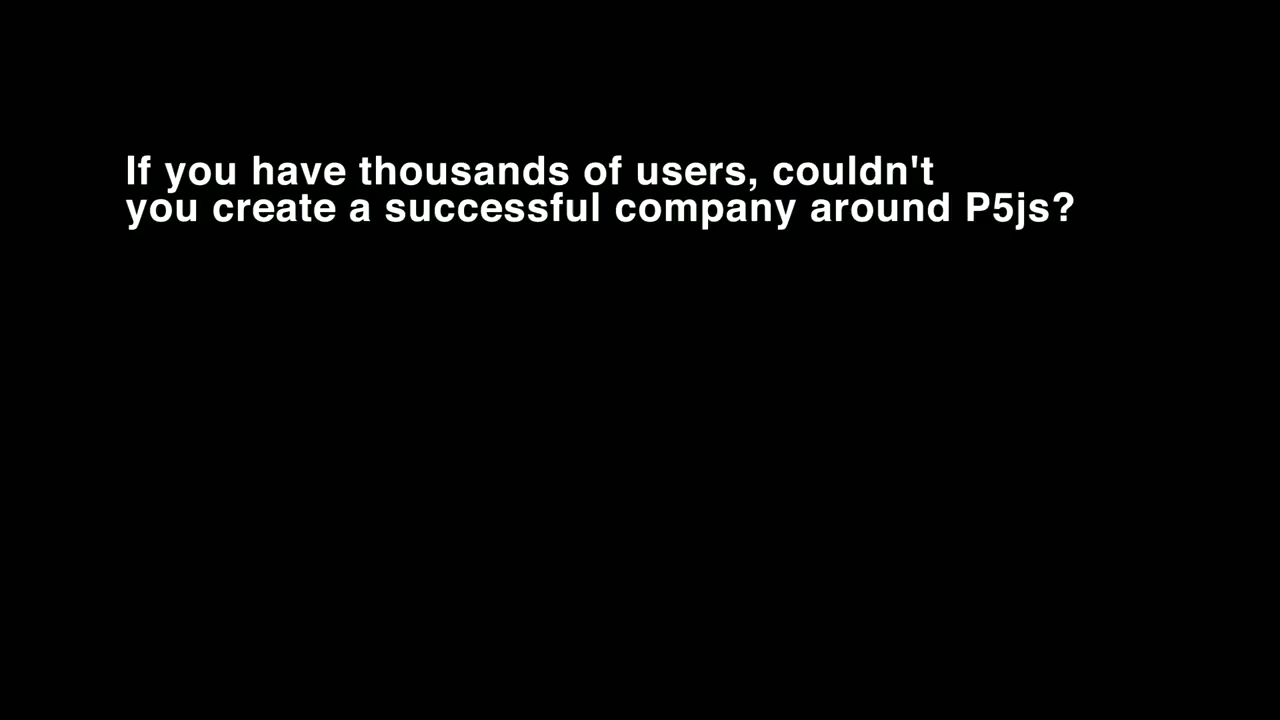 If you have thousands of users, couldn't
you create a successful company around P5js?